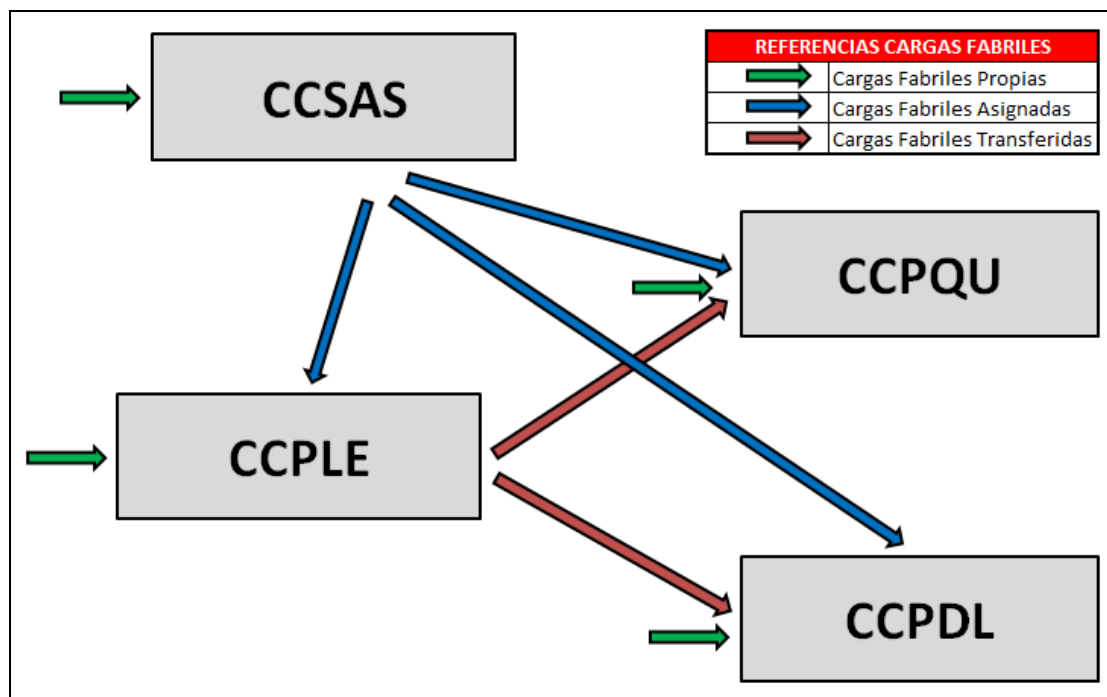 CCSAS
REFERENCIAS CARGAS FABRILES
Cargas Fabriles Propias
Cargas Fabriles Asignadas
Cargas Fabriles Transferidas
CCPQU
CCPLE
CCPDL